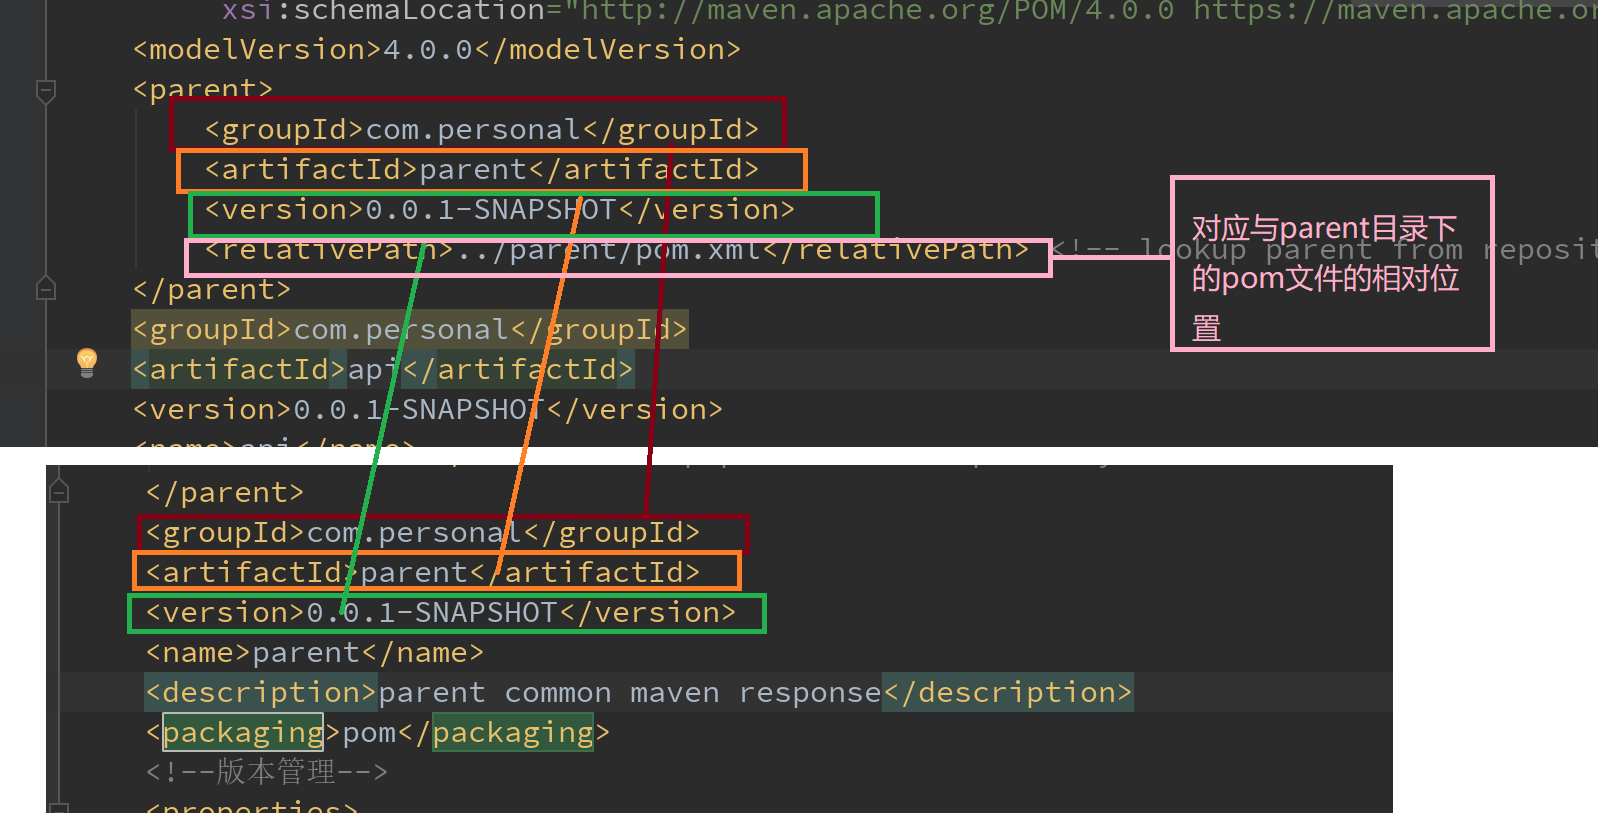 xsi:schemaLocation="http://maven.apache.org/POM/4.0.0 https://maven.apache.or
<modelVersion>4.0.0</modelVersion>
<parent>
<groupId>com.personal</groupId>
<artifactId>parent</artifactId>
<version>0.0.1-SNAPSHOT</version>
<relativePath>../parent/pom.xml</relativePath> <!-- lookup parent from reposit
</parent>
<groupId>com.personal</groupId>
<artifactId>api</artifactId>
<version>0.0.1-SNAPSHOT</version>
<name>api</name>
对应与parent目录下
的pom文件的相对位
置
</parent>
<groupId>com.personal</groupId>
<artifactId>parent</artifactId>
<version>0.0.1-SNAPSHOT</version>
<name>parent</name>
<description>parent common maven response</description>
<packaging>pom</packaging>
<!--版本管理-->
<properties>